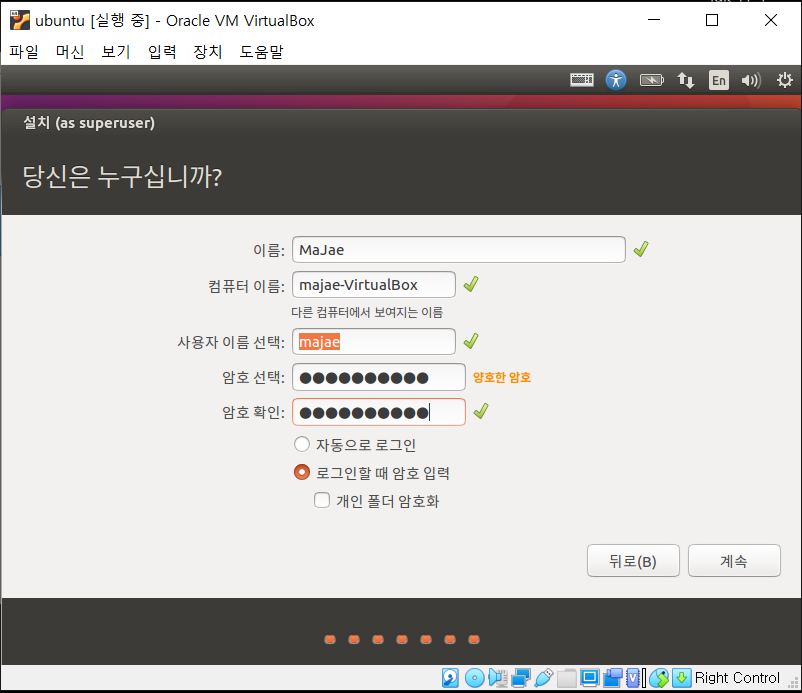 ubuntu [실행 중] - Oracle VM VirtualBox
파일 머신 보기 입력 장치 도움말
En
설치 (as superuser)
당신은 누구십니까?
이름: MaJae
컴퓨터 이름: majae-VirtualBox
다른 컴퓨터에서 보여지는 이름
사용자 이름 선택: majae
암호 선택: ●●●●●●●●●● 양호한 암호
암호 확인: ●●●●●●●●●●
자동으로 로그인
로그인할 때 암호 입력
개인 폴더 암호화
뒤로(B) 계속
Right Control